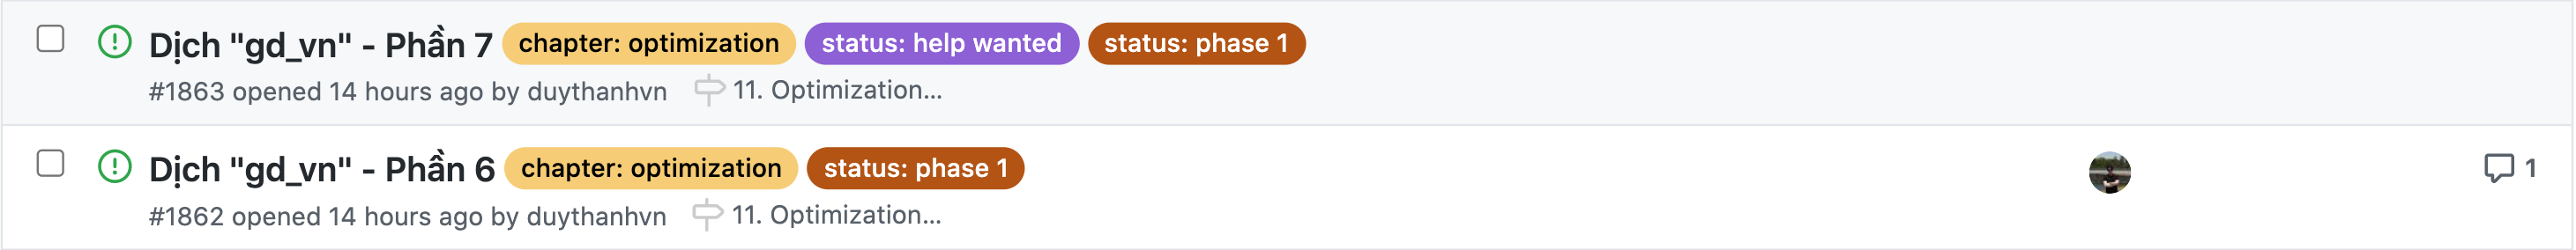 Dịch "gd_vn" - Phần 7 chapter: optimization status: help wanted status: phase 1
#1863 opened 14 hours ago by duythanhvn 11. Optimization...
Dịch "gd_vn" - Phần 6 chapter: optimization status: phase 1
1
#1862 opened 14 hours ago by duythanhvn 11. Optimization...